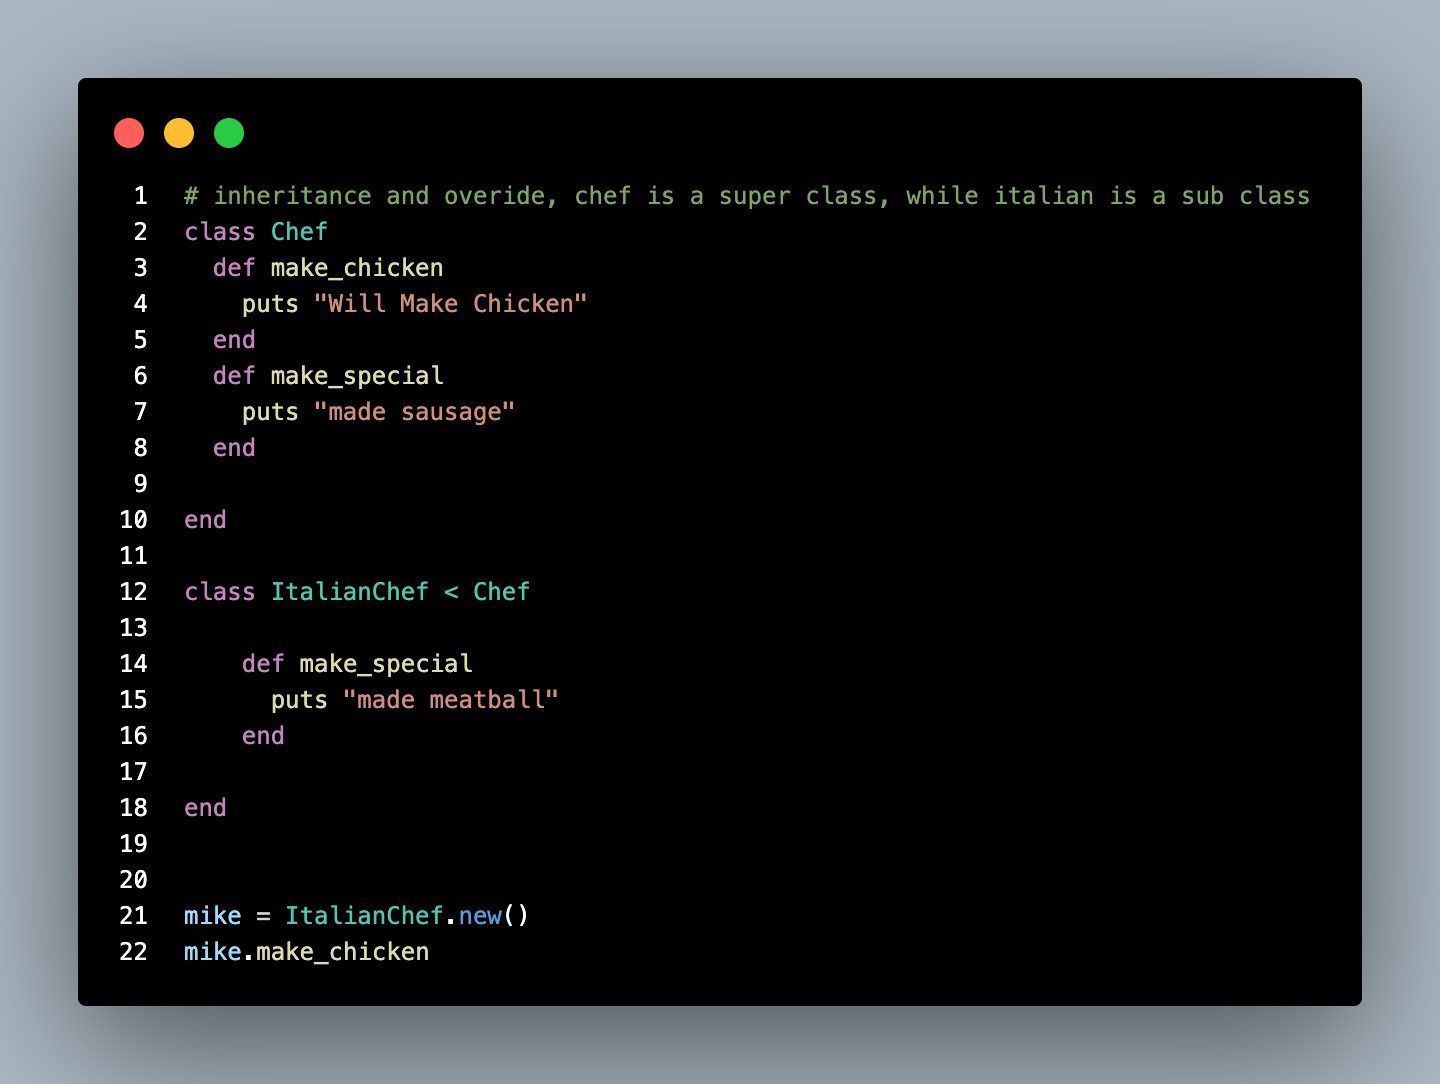 1 # inheritance and overide, chef is a super class, while italian is a sub class
2 class Chef
3   def make_chicken
4     puts "Will Make Chicken"
5   end
6   def make_special
7     puts "made sausage"
8   end
9
10 end
11
12 class ItalianChef < Chef
13
14     def make_special
15       puts "made meatball"
16     end
17
18 end
19
20
21 mike = ItalianChef.new()
22 mike.make_chicken